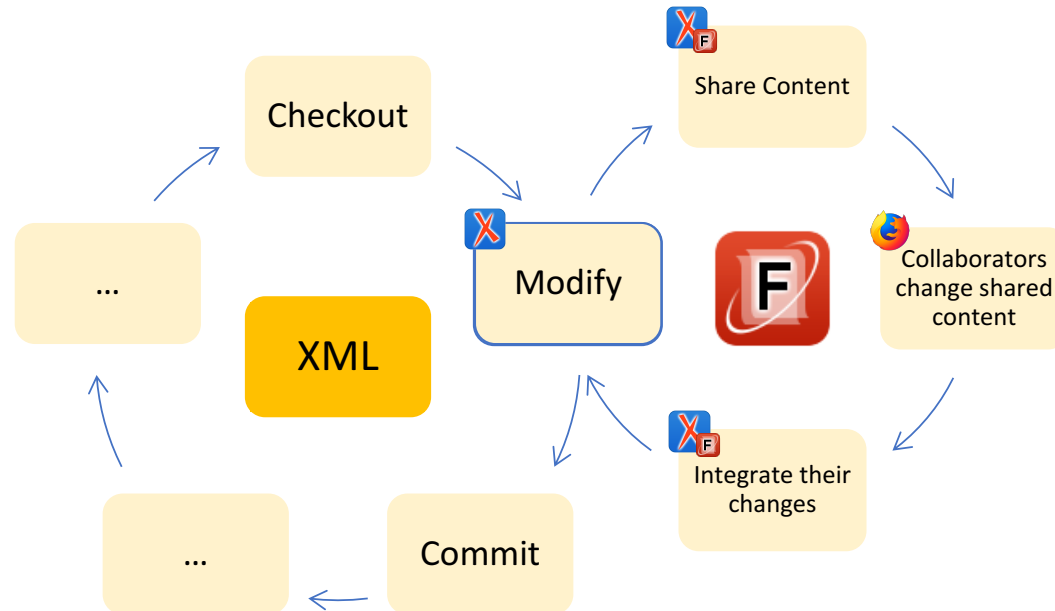 Share Content
Checkout
X
F
X
Modify
F
Collaborators
change shared
content
...
XML
X
F
Integrate their
changes
...
Commit